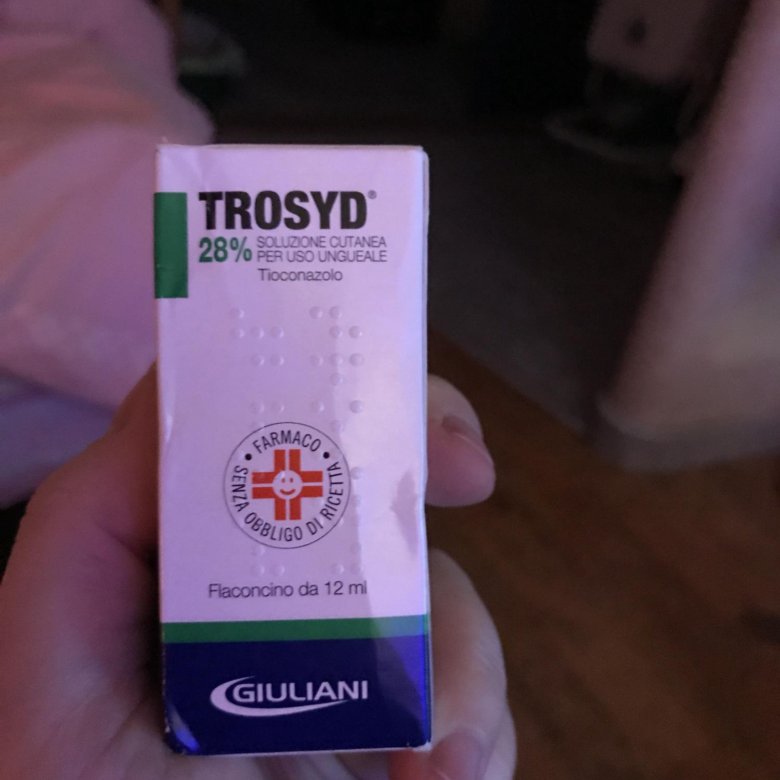 TROSYD®
28% SOLUZIONE CUTANEA
PER USO UNGUEALE
Tioconazolo
• FARMACO •
SENZA OBBLIGO DI RICETTA
Flaconcino da 12 ml
GIULIANI